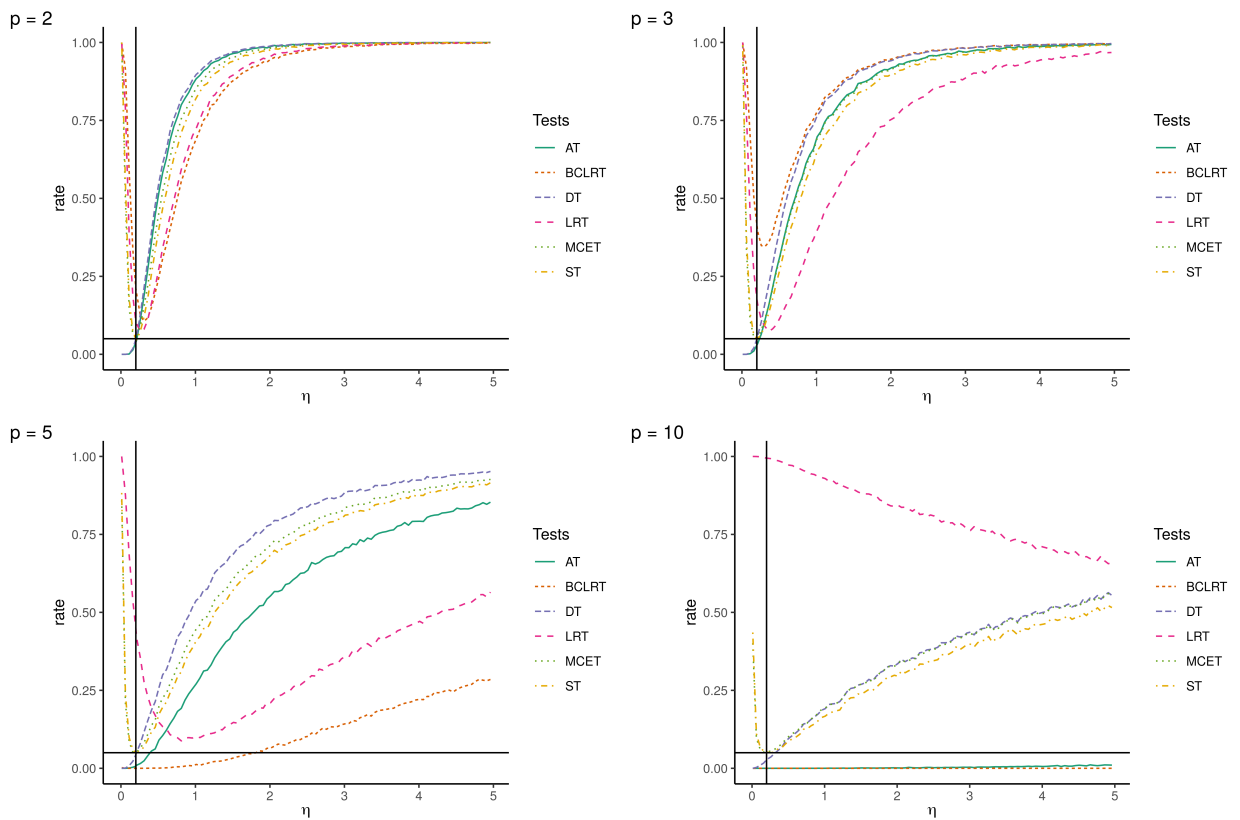 p = 2
1.00
0.75
0.50
0.25
0.00
rate
0 1 2 3 4 5
η
Tests
AT
BCLRT
DT
LRT
MCET
ST
p = 3
1.00
0.75
0.50
0.25
0.00
rate
0 1 2 3 4 5
η
Tests
AT
BCLRT
DT
LRT
MCET
ST
p = 5
1.00
0.75
0.50
0.25
0.00
rate
0 1 2 3 4 5
η
Tests
AT
BCLRT
DT
LRT
MCET
ST
p = 10
1.00
0.75
0.50
0.25
0.00
rate
0 1 2 3 4 5
η
Tests
AT
BCLRT
DT
LRT
MCET
ST